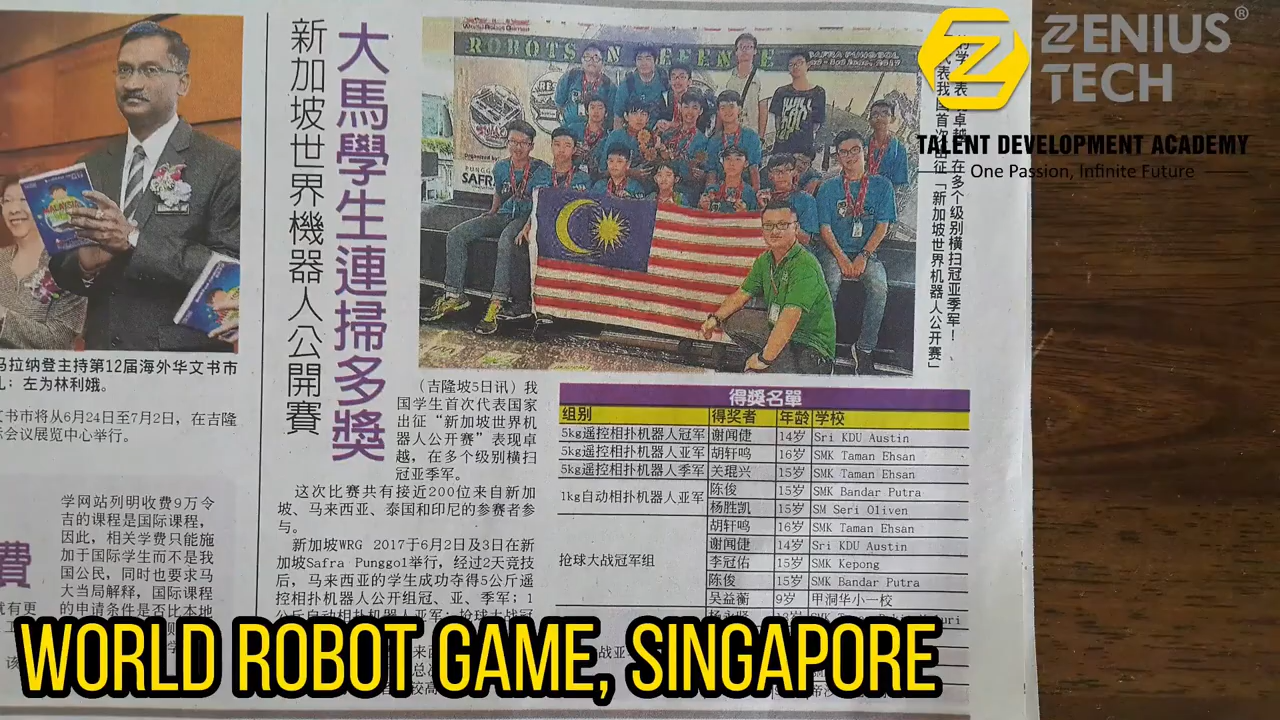 ZENIUS®
TECH
TALENT DEVELOPMENT ACADEMY
One Passion, Infinite Future
大馬學生連掃多獎
新加坡世界機器人公開賽
ROBOTS IN DEFENCE
在多个级别横扫冠亚季军！
征「新加坡世界机器人公开赛」
马拉纳登主持第12届海外华文书市
左为林利娥。
书市将从6月24日至7月2日，在吉隆
会议展览中心举行。
学网站列明收费9万令
吉的课程是国际课程，
因此，相关学费只能施
加于国际学生而不是我
国公民，同时也要求马
大当局解释，国际课程
的申请条件是否比本地
費
（吉隆坡5日讯）我
国学生首次代表国家
出征“新加坡世界机
器人公开赛”表现卓
越，在多个级别横扫
冠亚季军。
这次比赛共有接近200位来自新加
坡、马来西亚、泰国和印尼的参赛者参
与。
新加坡WRG 2017于6月2日及3日在新
加坡Safra Punggol举行，经过2天竞技
后，马来西亚的学生成功夺得5公斤遥
控相扑机器人公开组冠、亚、季军；1
得獎名單
组别 得奖者 年龄 学校
5kg遥控相扑机器人冠军 谢闻倢 14岁 Sri KDU Austin
5kg遥控相扑机器人亚军 胡轩鸣 16岁 SMK Taman Ehsan
5kg遥控相扑机器人季军 关琨兴 15岁 SMK Taman Ehsan
1kg自动相扑机器人亚军 陈俊 15岁 SMK Bandar Putra
杨胜凯 15岁 SM Seri Oliven
抢球大战冠军组 胡轩鸣 16岁 SMK Taman Ehsan
谢闻倢 14岁 Sri KDU Austin
李冠佑 15岁 SMK Kepong
陈俊 15岁 SMK Bandar Putra
吴益蘅 9岁 甲洞华小一校
WORLD ROBOT GAME, SINGAPORE